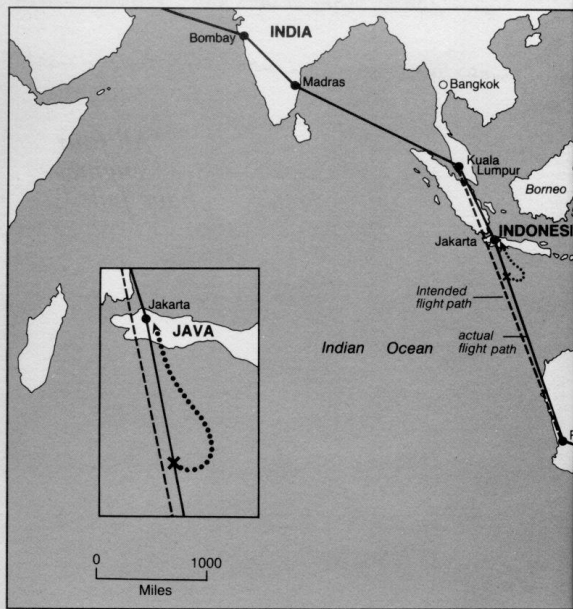 INDIA
Bombay
Madras
Bangkok
Kuala
Lumpur
Borneo
INDONESI
Jakarta
Intended
flight path
actual
flight path
Indian Ocean
Jakarta
JAVA
P
0 1000
Miles